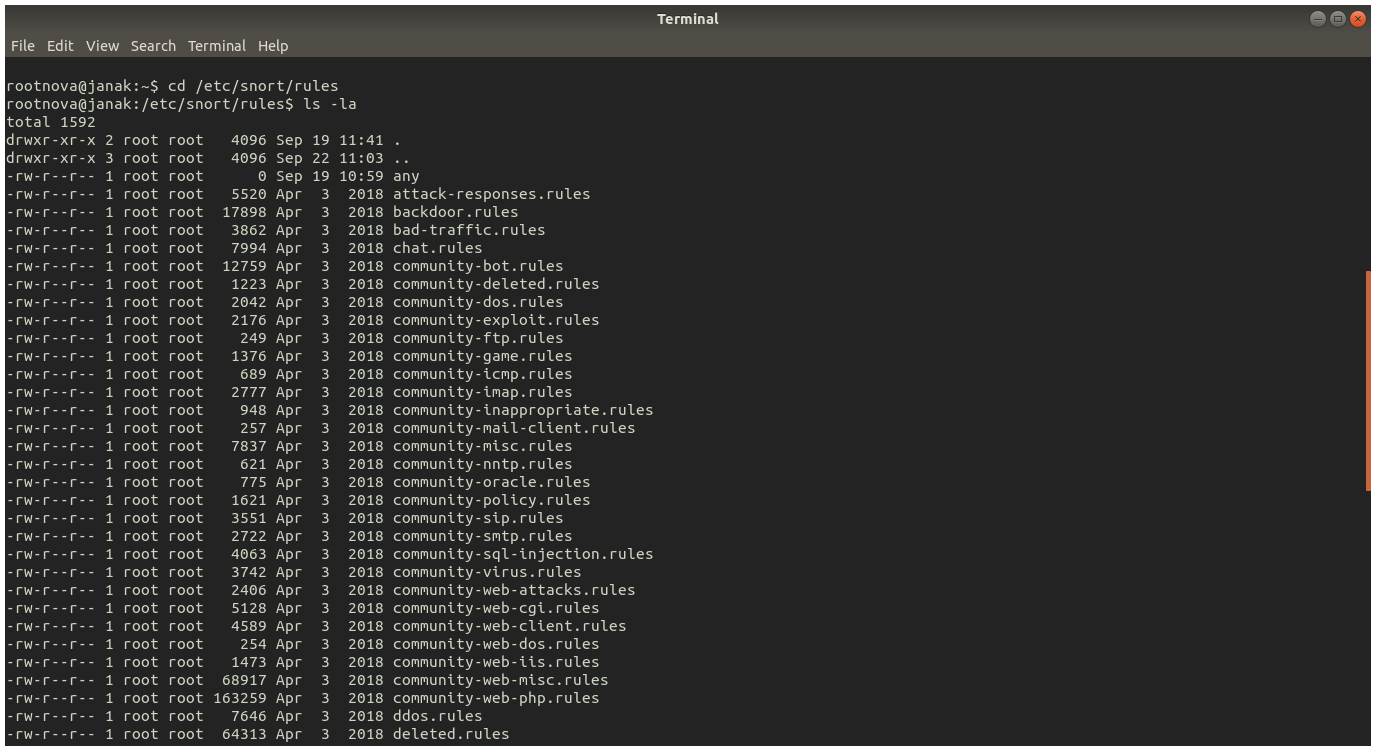 Terminal
File Edit View Search Terminal Help
rootnova@janak:~$ cd /etc/snort/rules
rootnova@janak:/etc/snort/rules$ ls -la
total 1592
drwxr-xr-x 2 root root   4096 Sep 19 11:41 .
drwxr-xr-x 3 root root   4096 Sep 22 11:03 ..
-rw-r--r-- 1 root root      0 Sep 19 10:59 any
-rw-r--r-- 1 root root   5520 Apr  3  2018 attack-responses.rules
-rw-r--r-- 1 root root  17898 Apr  3  2018 backdoor.rules
-rw-r--r-- 1 root root   3862 Apr  3  2018 bad-traffic.rules
-rw-r--r-- 1 root root   7994 Apr  3  2018 chat.rules
-rw-r--r-- 1 root root  12759 Apr  3  2018 community-bot.rules
-rw-r--r-- 1 root root   1223 Apr  3  2018 community-deleted.rules
-rw-r--r-- 1 root root   2042 Apr  3  2018 community-dos.rules
-rw-r--r-- 1 root root   2176 Apr  3  2018 community-exploit.rules
-rw-r--r-- 1 root root    249 Apr  3  2018 community-ftp.rules
-rw-r--r-- 1 root root   1376 Apr  3  2018 community-game.rules
-rw-r--r-- 1 root root    689 Apr  3  2018 community-icmp.rules
-rw-r--r-- 1 root root   2777 Apr  3  2018 community-imap.rules
-rw-r--r-- 1 root root    948 Apr  3  2018 community-inappropriate.rules
-rw-r--r-- 1 root root    257 Apr  3  2018 community-mail-client.rules
-rw-r--r-- 1 root root   7837 Apr  3  2018 community-misc.rules
-rw-r--r-- 1 root root    621 Apr  3  2018 community-nntp.rules
-rw-r--r-- 1 root root    775 Apr  3  2018 community-oracle.rules
-rw-r--r-- 1 root root   1621 Apr  3  2018 community-policy.rules
-rw-r--r-- 1 root root   3551 Apr  3  2018 community-sip.rules
-rw-r--r-- 1 root root   2722 Apr  3  2018 community-smtp.rules
-rw-r--r-- 1 root root   4063 Apr  3  2018 community-sql-injection.rules
-rw-r--r-- 1 root root   3742 Apr  3  2018 community-virus.rules
-rw-r--r-- 1 root root   2406 Apr  3  2018 community-web-attacks.rules
-rw-r--r-- 1 root root   5128 Apr  3  2018 community-web-cgi.rules
-rw-r--r-- 1 root root   4589 Apr  3  2018 community-web-client.rules
-rw-r--r-- 1 root root    254 Apr  3  2018 community-web-dos.rules
-rw-r--r-- 1 root root   1473 Apr  3  2018 community-web-iis.rules
-rw-r--r-- 1 root root  68917 Apr  3  2018 community-web-misc.rules
-rw-r--r-- 1 root root 163259 Apr  3  2018 community-web-php.rules
-rw-r--r-- 1 root root   7646 Apr  3  2018 ddos.rules
-rw-r--r-- 1 root root  64313 Apr  3  2018 deleted.rules